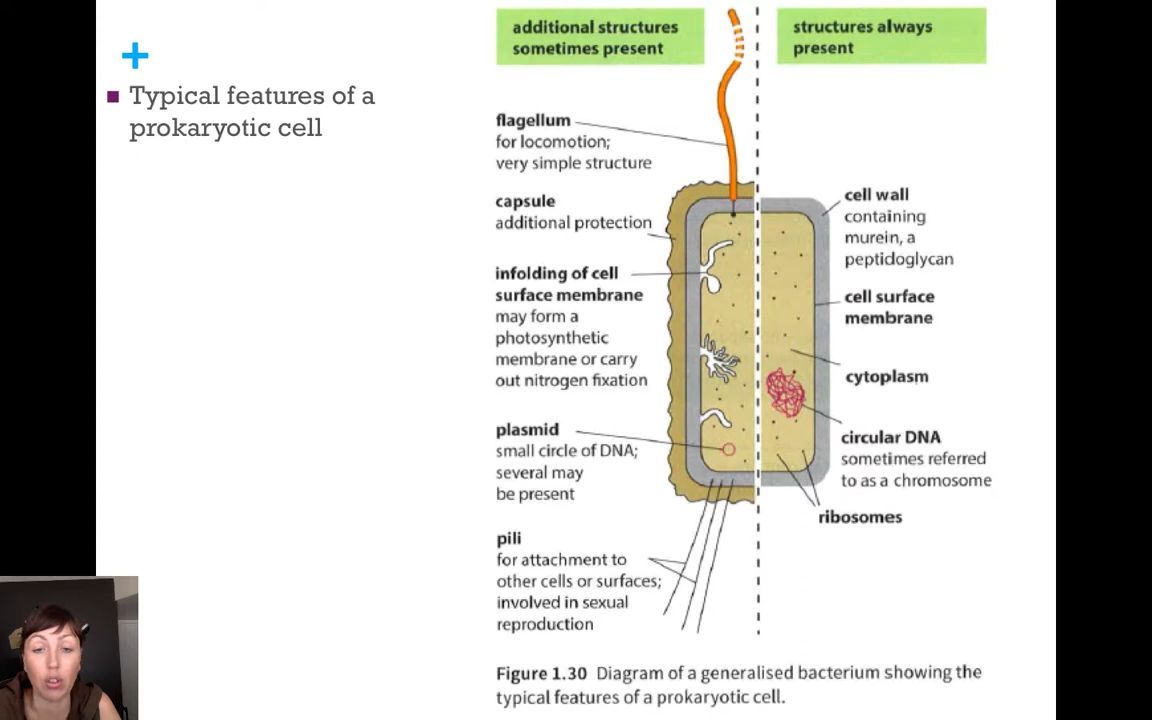 +
Typical features of a
prokaryotic cell
additional structures
sometimes present
structures always
present
flagellum
for locomotion;
very simple structure
capsule
additional protection
infolding of cell
surface membrane
may form a
photosynthetic
membrane or carry
out nitrogen fixation
plasmid
small circle of DNA;
several may
be present
pili
for attachment to
other cells or surfaces;
involved in sexual
reproduction
cell wall
containing
murein, a
peptidoglycan
cell surface
membrane
cytoplasm
circular DNA
sometimes referred
to as a chromosome
ribosomes
Figure 1.30 Diagram of a generalised bacterium showing the
typical features of a prokaryotic cell.